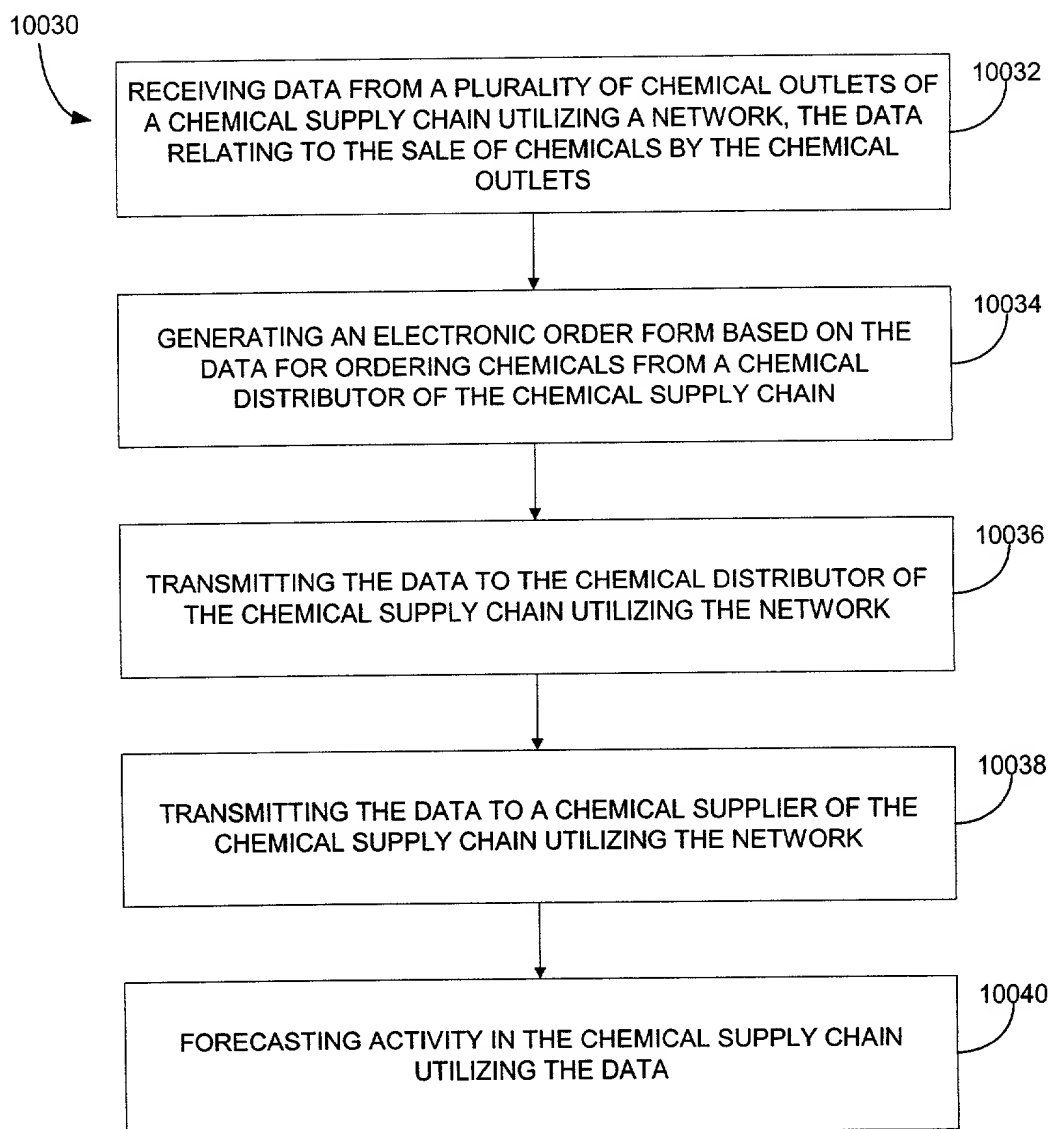 10030
RECEIVING DATA FROM A PLURALITY OF CHEMICAL OUTLETS OF
A CHEMICAL SUPPLY CHAIN UTILIZING A NETWORK, THE DATA
RELATING TO THE SALE OF CHEMICALS BY THE CHEMICAL
OUTLETS
10032
GENERATING AN ELECTRONIC ORDER FORM BASED ON THE
DATA FOR ORDERING CHEMICALS FROM A CHEMICAL
DISTRIBUTOR OF THE CHEMICAL SUPPLY CHAIN
10034
TRANSMITTING THE DATA TO THE CHEMICAL DISTRIBUTOR OF
THE CHEMICAL SUPPLY CHAIN UTILIZING THE NETWORK
10036
TRANSMITTING THE DATA TO A CHEMICAL SUPPLIER OF THE
CHEMICAL SUPPLY CHAIN UTILIZING THE NETWORK
10038
FORECASTING ACTIVITY IN THE CHEMICAL SUPPLY CHAIN
UTILIZING THE DATA
10040